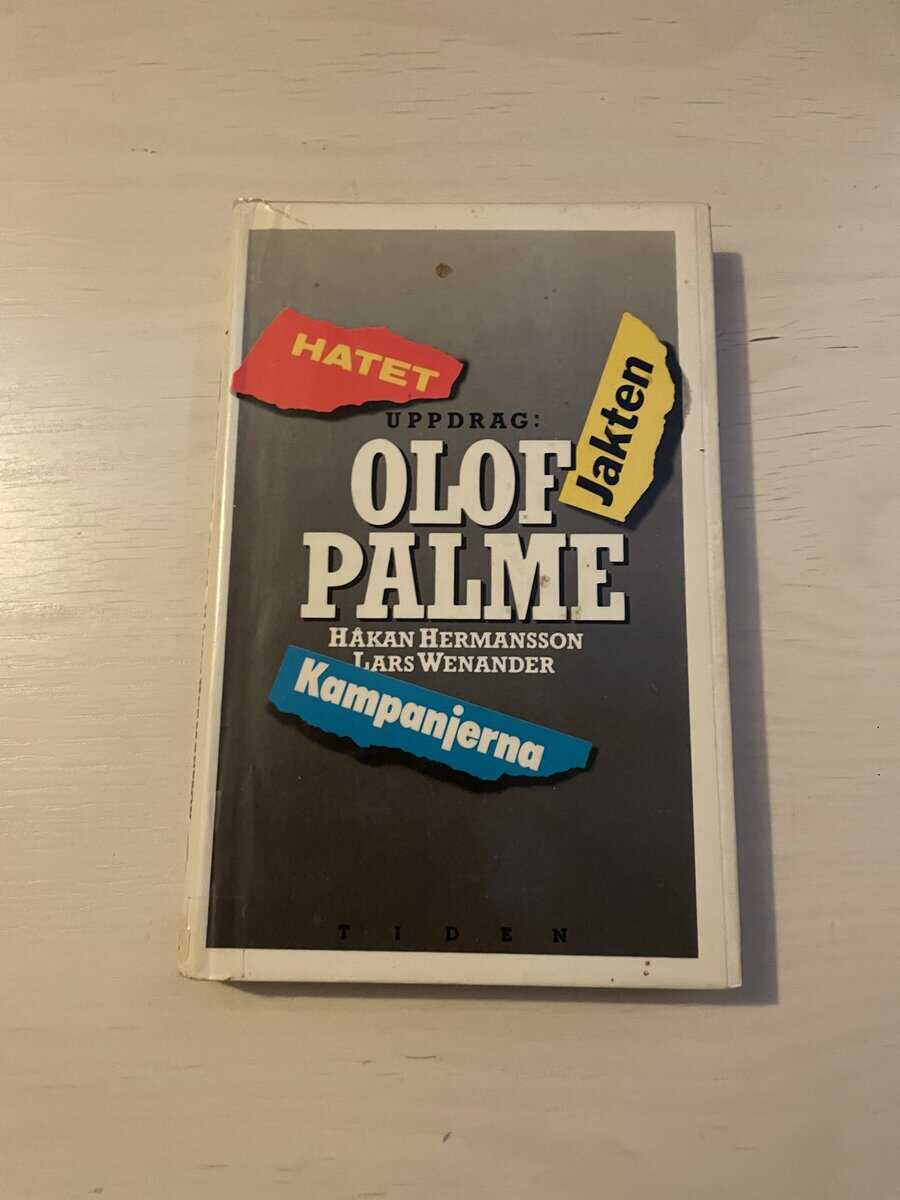 HATET
Jakten
UPPDRAG:
OLOF
PALME
HÅKAN HERMANSSON
LARS WENANDER
Kampanjerna
TIDEN